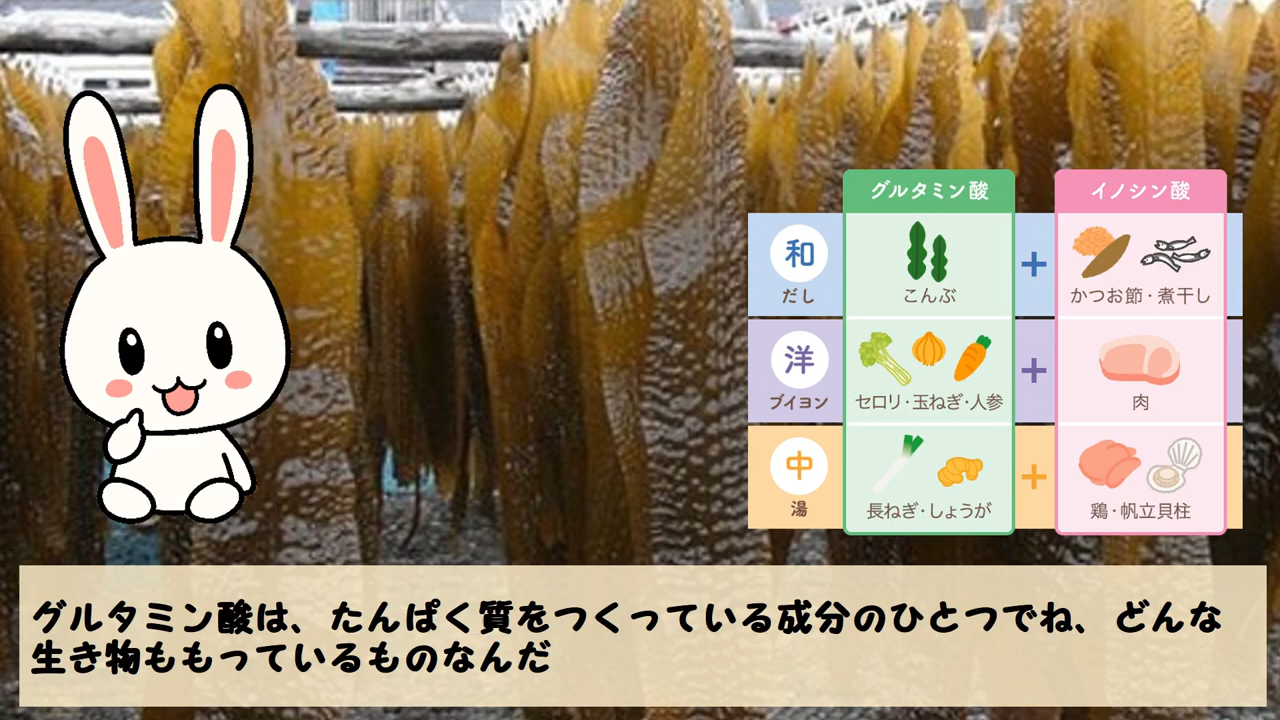 グルタミン酸
イノシン酸
和
だし
こんぶ
+
かつお節・煮干し
洋
ブイヨン
セロリ・玉ねぎ・人参
+
肉
中
湯
長ねぎ・しょうが
+
鶏・帆立貝柱
グルタミン酸は、たんぱく質をつくっている成分のひとつでね、どんな
生き物ももっているものなんだ